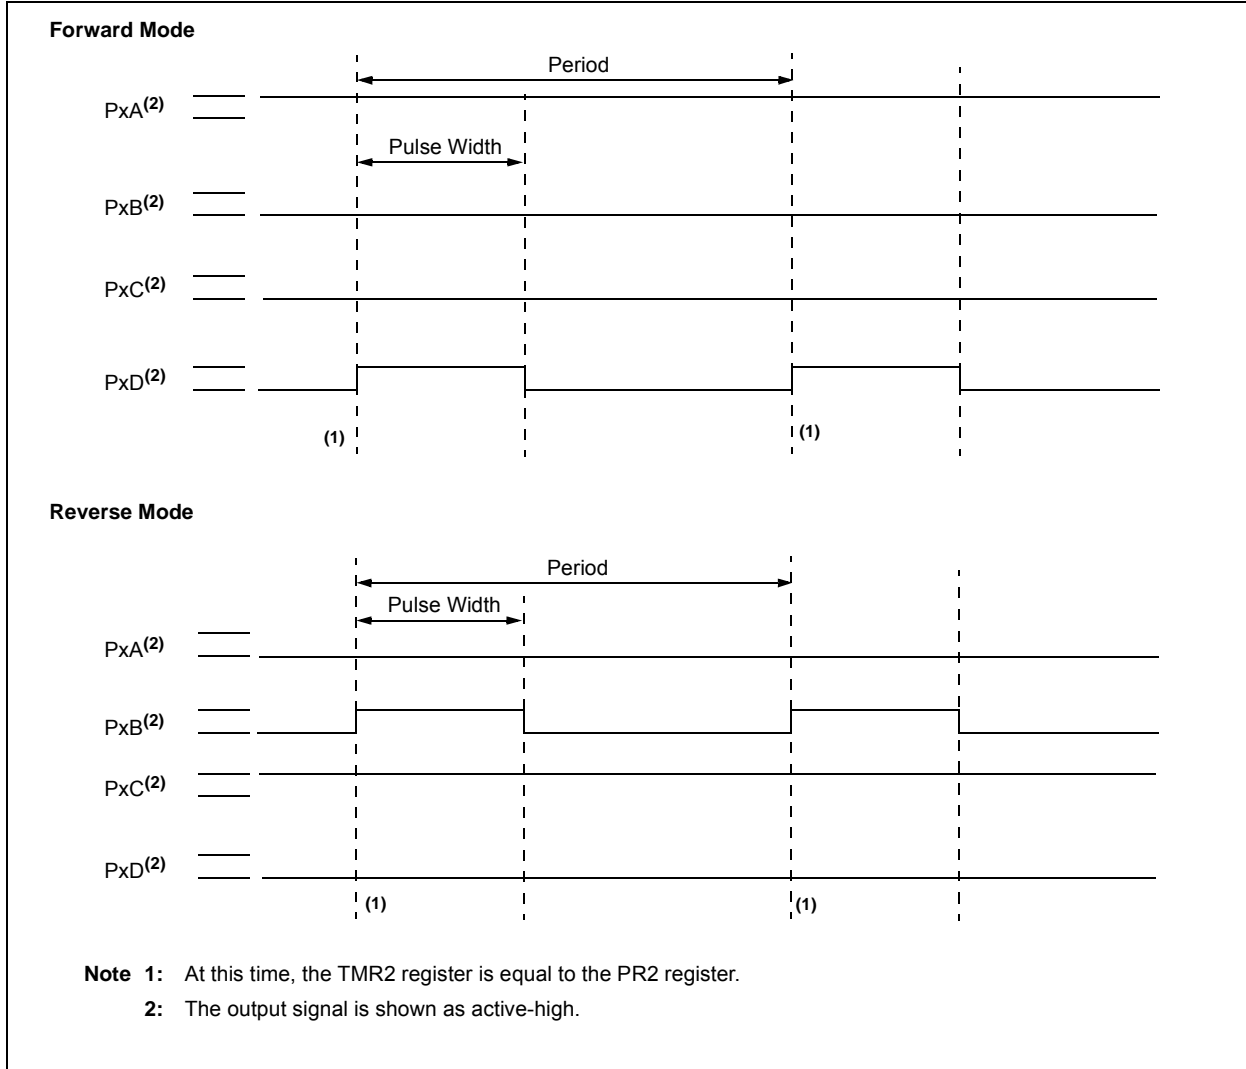 Forward Mode
Period
PxA(2)
Pulse Width
PxB(2)
PxC(2)
PxD(2)
(1) (1)
Reverse Mode
Period
Pulse Width
PxA(2)
PxB(2)
PxC(2)
PxD(2)
(1) (1)
Note 1: At this time, the TMR2 register is equal to the PR2 register.
2: The output signal is shown as active-high.